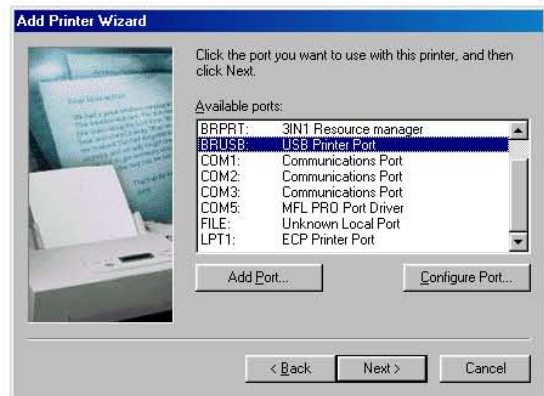 Add Printer Wizard
Click the port you want to use with this printer, and then
click Next.
Available ports:
BRPRT: 3IN1 Resource manager
BRUSB: USB Printer Port
COM1: Communications Port
COM2: Communications Port
COM3: Communications Port
COM5: MFL PRO Port Driver
FILE: Unknown Local Port
LPT1: ECP Printer Port
Add Port...
Configure Port...
< Back
Next >
Cancel